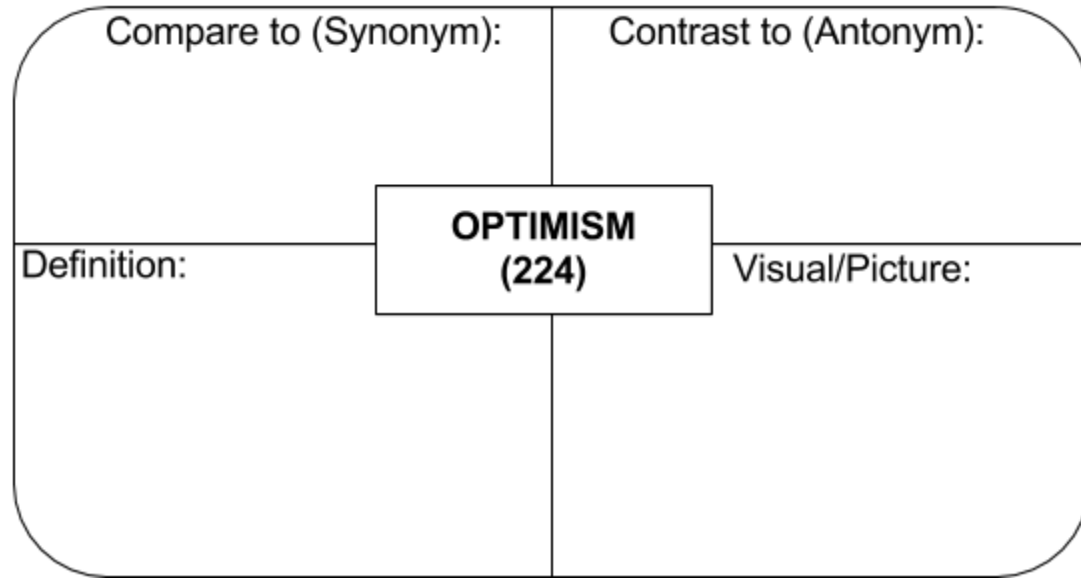 Compare to (Synonym):
Contrast to (Antonym):
OPTIMISM
(224)
Definition:
Visual/Picture: